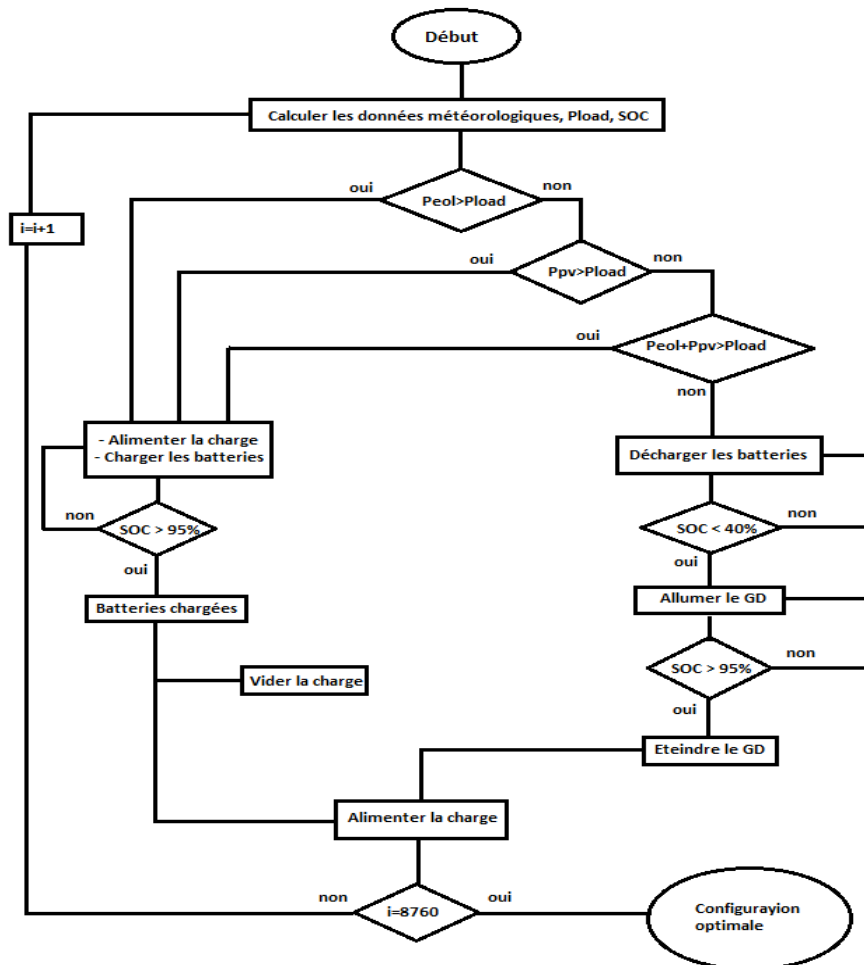 Début
Calculer les données météorologiques, Pload, SOC
oui
non
Peol>Pload
i=i+1
oui
non
Ppv>Pload
oui
Peol+Ppv>Pload
non
- Alimenter la charge
- Charger les batteries
Décharger les batteries
non
SOC > 95%
oui
SOC < 40%
non
oui
Batteries chargées
Allumer le GD
non
SOC > 95%
oui
Vider la charge
Eteindre le GD
Alimenter la charge
non
i=8760
oui
Configurayion
optimale